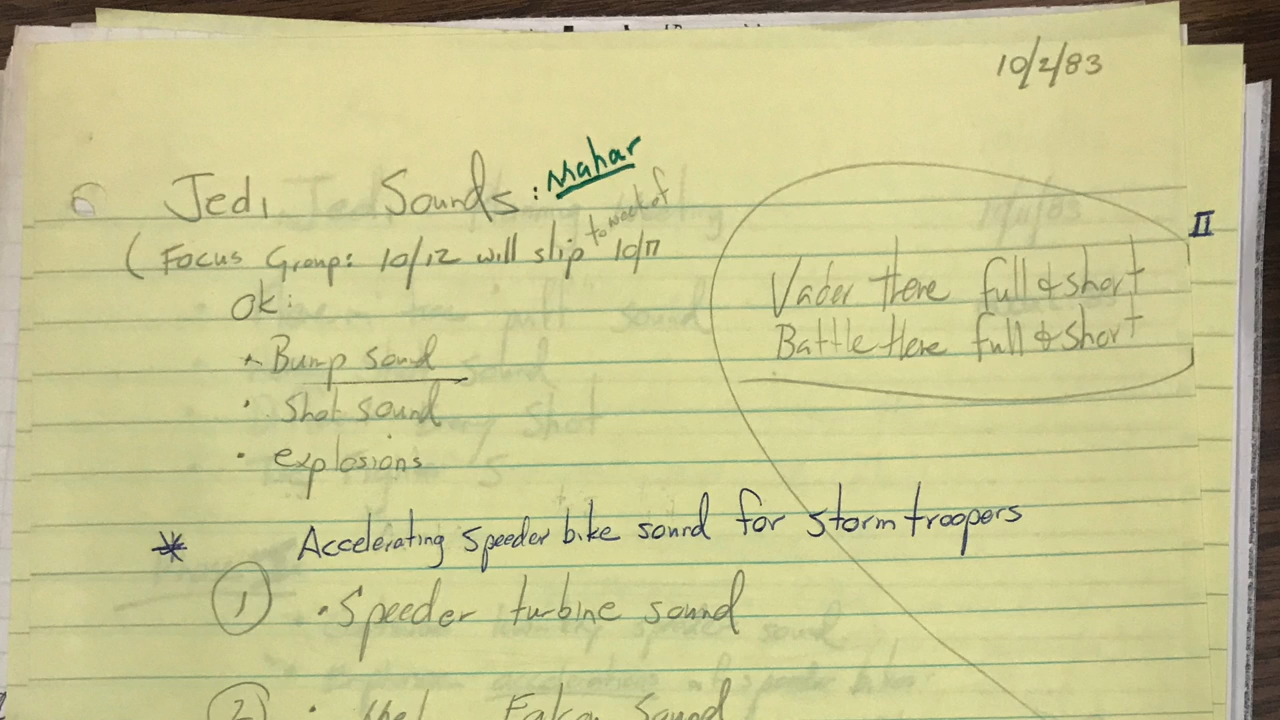 10/2/83
Jedi Sounds: Mahar
(Focus Group: 10/12 will slip to week of 10/17
Ok:
Bump sound
• Shot sound
• explosions
II
Vader theme full & short
Battle theme full & short
* Accelerating speeder bike sound for storm troopers
1 • Speeder turbine sound
2 • Sound